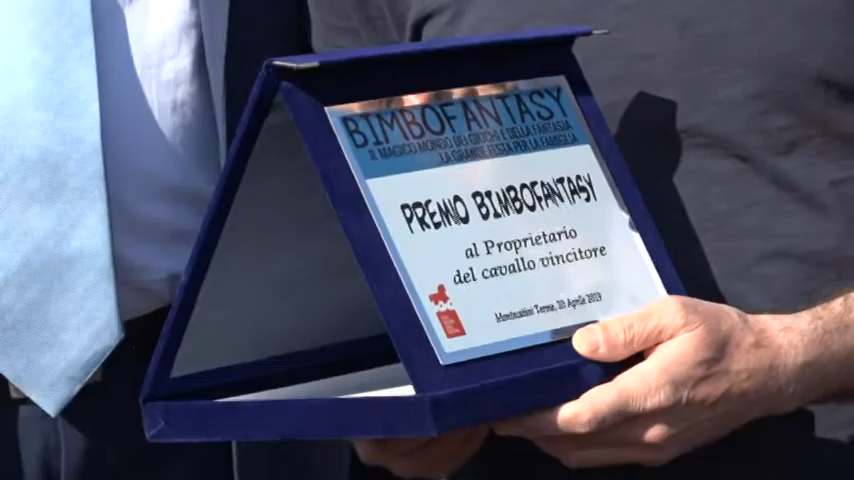 BIMBOFANTASY
IL MAGICO MONDO DEI GIOCHI E DELLA FANTASIA
LA GRANDE FESTA PER LA FAMIGLIA
PREMIO BIMBOFANTASY
al Proprietario
del cavallo vincitore
Montecatini Terme, 20 Aprile 2019